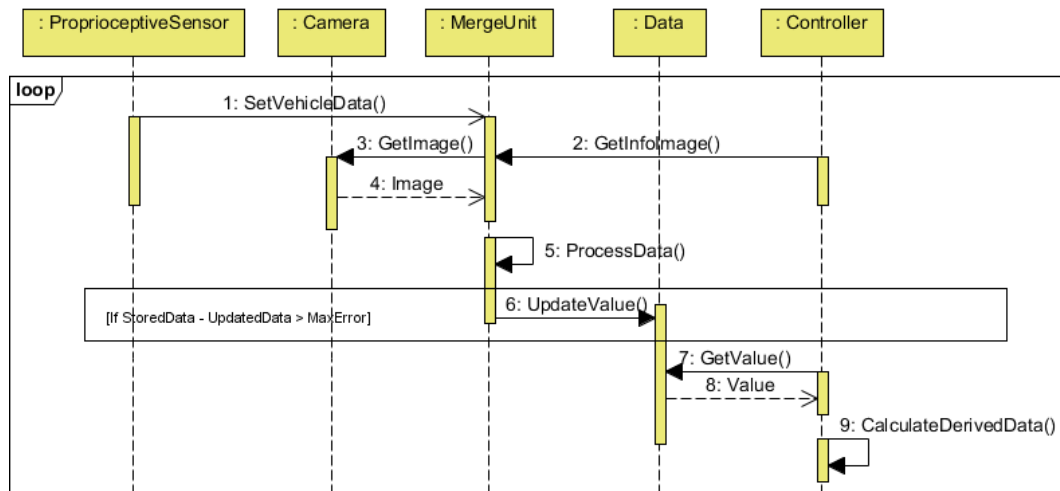 : ProprioceptiveSensor
: Camera
: MergeUnit
: Data
: Controller
loop
1: SetVehicleData()
3: GetImage()
2: GetInfoImage()
4: Image
5: ProcessData()
6: UpdateValue()
[If StoredData - UpdatedData > MaxError]
7: GetValue()
8: Value
9: CalculateDerivedData()